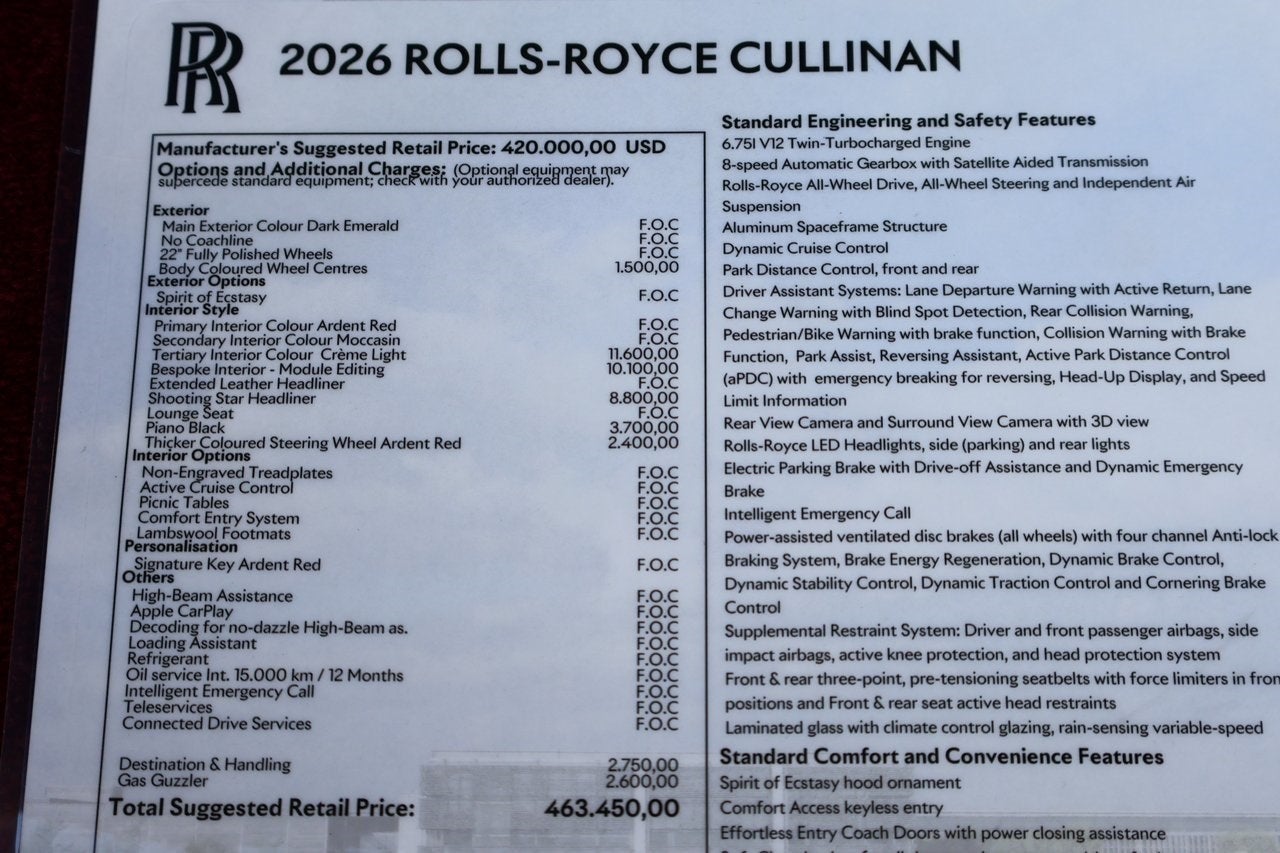 RR
2026 ROLLS-ROYCE CULLINAN
Manufacturer's Suggested Retail Price: 420.000,00 USD
Options and Additional Charges: (Optional equipment may
supercede standard equipment; check with your authorized dealer).
Exterior
Main Exterior Colour Dark Emerald F.O.C
No Coachline F.O.C
22" Fully Polished Wheels F.O.C
Body Coloured Wheel Centres 1.500,00
Exterior Options
Spirit of Ecstasy F.O.C
Interior Style
Primary Interior Colour Ardent Red F.O.C
Secondary Interior Colour Moccasin F.O.C
Tertiary Interior Colour Crème Light 11.600,00
Bespoke Interior - Module Editing 10.100,00
Extended Leather Headliner F.O.C
Shooting Star Headliner 8.800,00
Lounge Seat F.O.C
Piano Black 3.700,00
Thicker Coloured Steering Wheel Ardent Red 2.400,00
Interior Options
Non-Engraved Treadplates F.O.C
Active Cruise Control F.O.C
Picnic Tables F.O.C
Comfort Entry System F.O.C
Lambswool Footmats F.O.C
Personalisation
Signature Key Ardent Red F.O.C
Others
High-Beam Assistance F.O.C
Apple CarPlay F.O.C
Decoding for no-dazzle High-Beam as. F.O.C
Loading Assistant F.O.C
Refrigerant F.O.C
Oil service Int. 15.000 km / 12 Months F.O.C
Intelligent Emergency Call F.O.C
Teleservices F.O.C
Connected Drive Services F.O.C
Destination & Handling 2.750,00
Gas Guzzler 2.600,00
Total Suggested Retail Price: 463.450,00
Standard Engineering and Safety Features
6.75l V12 Twin-Turbocharged Engine
8-speed Automatic Gearbox with Satellite Aided Transmission
Rolls-Royce All-Wheel Drive, All-Wheel Steering and Independent Air
Suspension
Aluminum Spaceframe Structure
Dynamic Cruise Control
Park Distance Control, front and rear
Driver Assistant Systems: Lane Departure Warning with Active Return, Lane
Change Warning with Blind Spot Detection, Rear Collision Warning,
Pedestrian/Bike Warning with brake function, Collision Warning with Brake
Function, Park Assist, Reversing Assistant, Active Park Distance Control
(aPDC) with emergency breaking for reversing, Head-Up Display, and Speed
Limit Information
Rear View Camera and Surround View Camera with 3D view
Rolls-Royce LED Headlights, side (parking) and rear lights
Electric Parking Brake with Drive-off Assistance and Dynamic Emergency
Brake
Intelligent Emergency Call
Power-assisted ventilated disc brakes (all wheels) with four channel Anti-lock
Braking System, Brake Energy Regeneration, Dynamic Brake Control,
Dynamic Stability Control, Dynamic Traction Control and Cornering Brake
Control
Supplemental Restraint System: Driver and front passenger airbags, side
impact airbags, active knee protection, and head protection system
Front & rear three-point, pre-tensioning seatbelts with force limiters in fron
positions and Front & rear seat active head restraints
Laminated glass with climate control glazing, rain-sensing variable-speed
Standard Comfort and Convenience Features
Spirit of Ecstasy hood ornament
Comfort Access keyless entry
Effortless Entry Coach Doors with power closing assistance